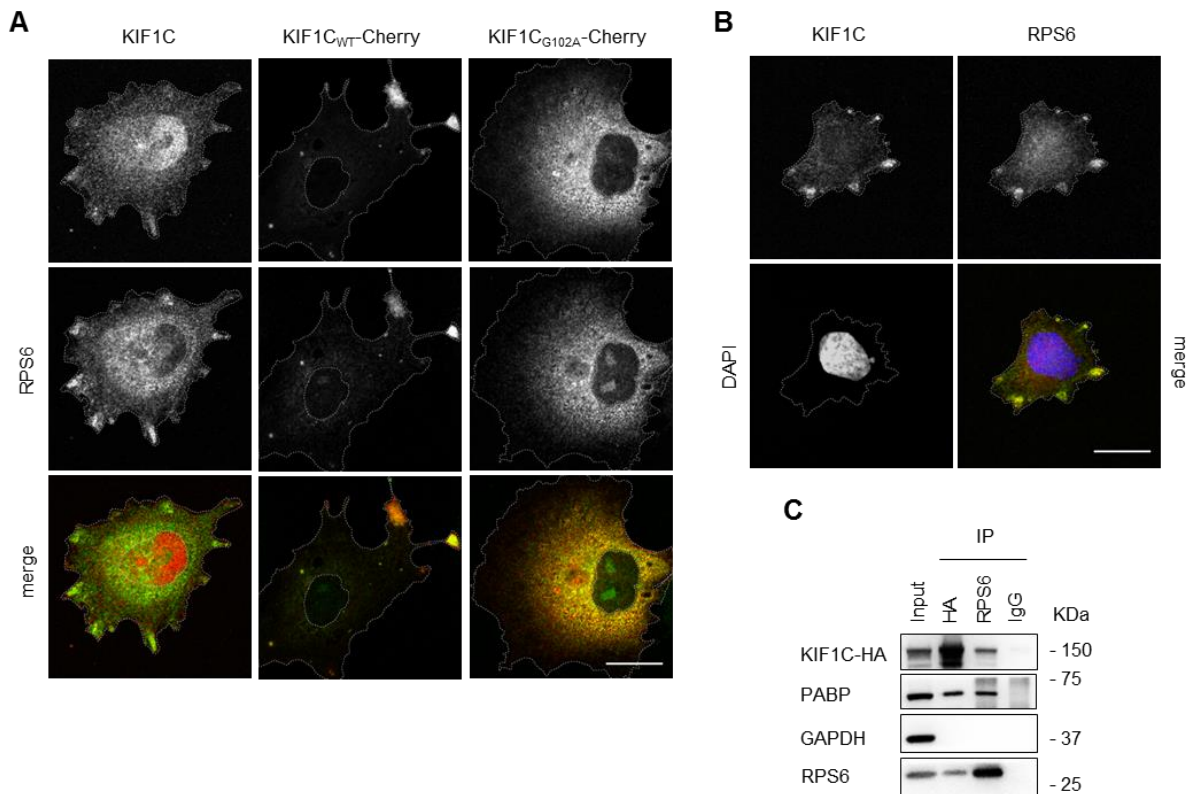 A
KIF1C
KIF1CWT-Cherry
KIF1CG102A-Cherry
RPS6
merge
B
KIF1C
RPS6
DAPI
merge
C
IP
Input
HA
RPS6
IgG
KDa
KIF1C-HA
- 150
- 75
PABP
GAPDH
- 37
RPS6
- 25